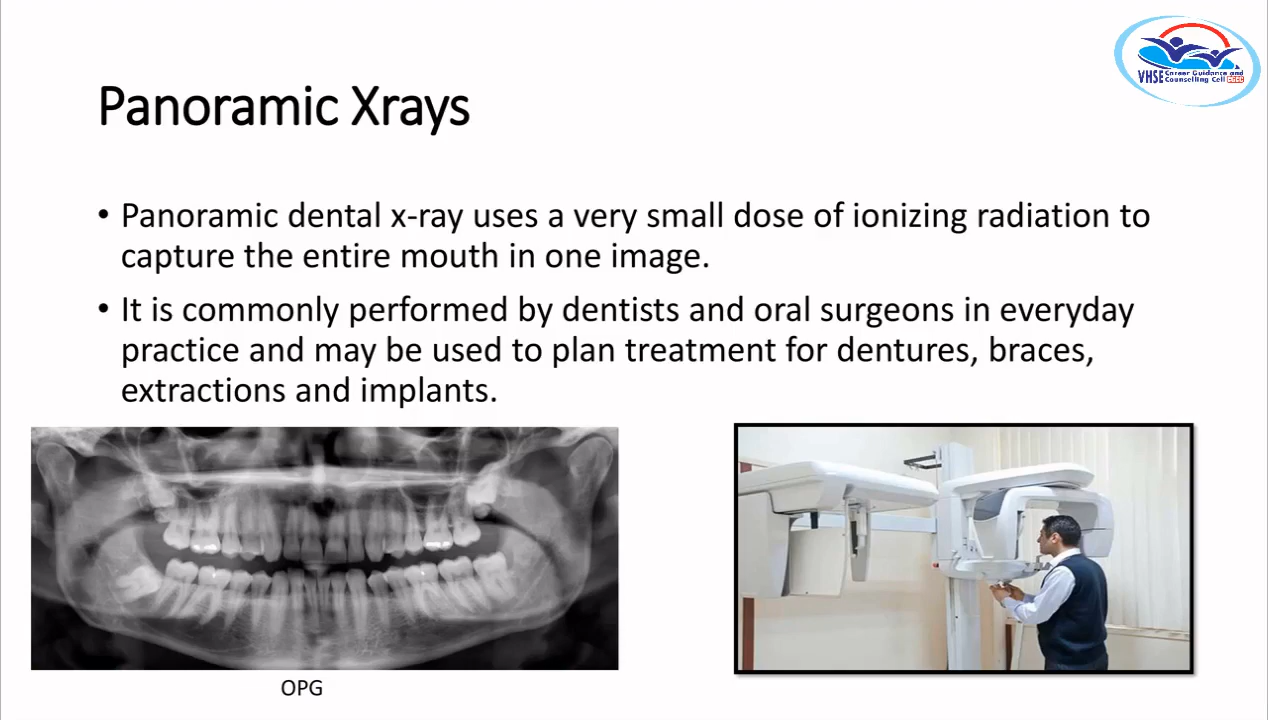 VHSE Career Guidance and
Counselling Cell CGCC
Panoramic Xrays
• Panoramic dental x-ray uses a very small dose of ionizing radiation to
capture the entire mouth in one image.
• It is commonly performed by dentists and oral surgeons in everyday
practice and may be used to plan treatment for dentures, braces,
extractions and implants.
OPG